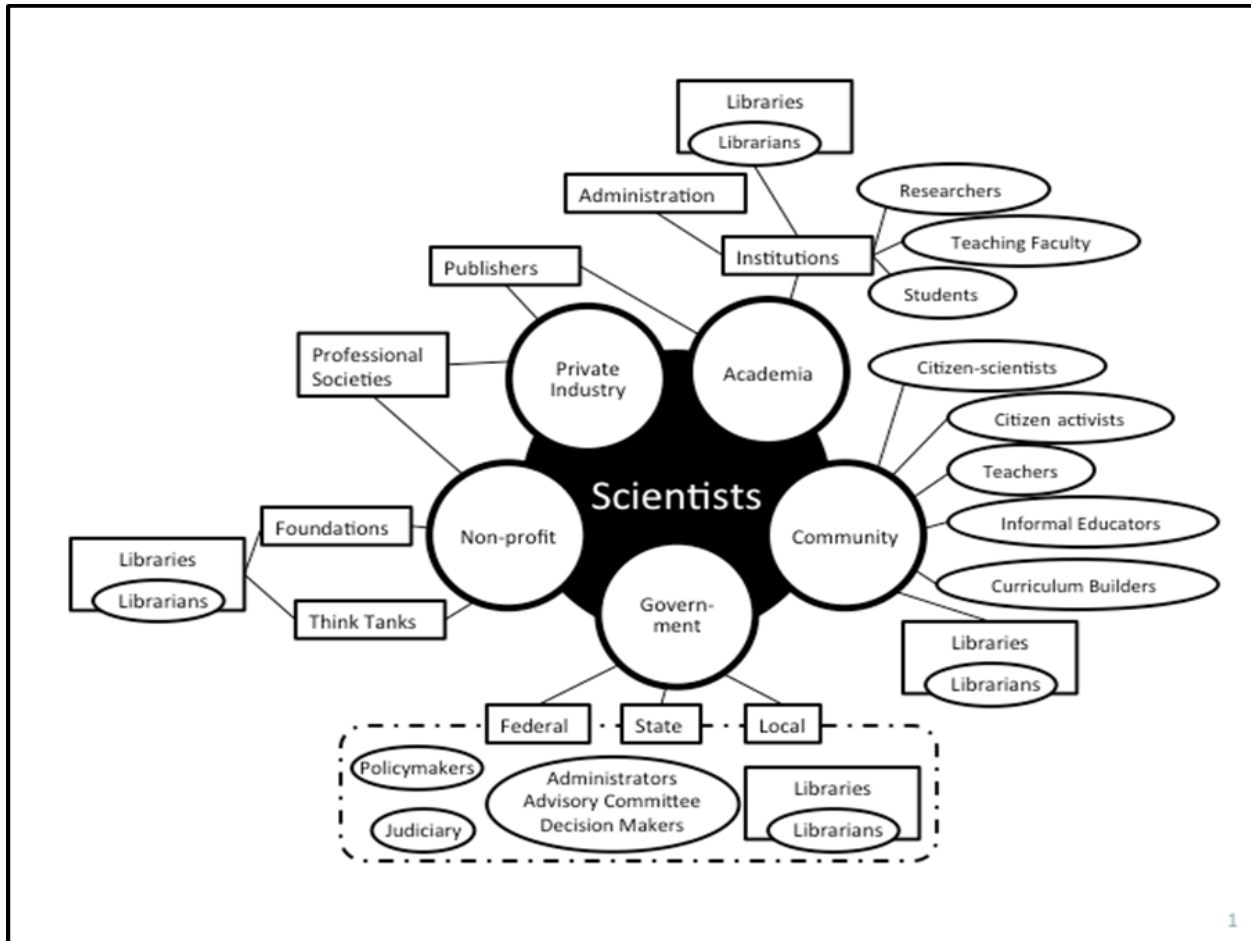 Libraries
Librarians
Administration
Researchers
Teaching Faculty
Institutions
Students
Publishers
Professional
Societies
Private
Industry
Academia
Citizen-scientists
Citizen activists
Teachers
Scientists
Foundations
Non-profit
Community
Informal Educators
Libraries
Librarians
Curriculum Builders
Think Tanks
Govern-
ment
Libraries
Librarians
Federal
State
Local
Policymakers
Administrators
Advisory Committee
Decision Makers
Judiciary
Libraries
Librarians
1